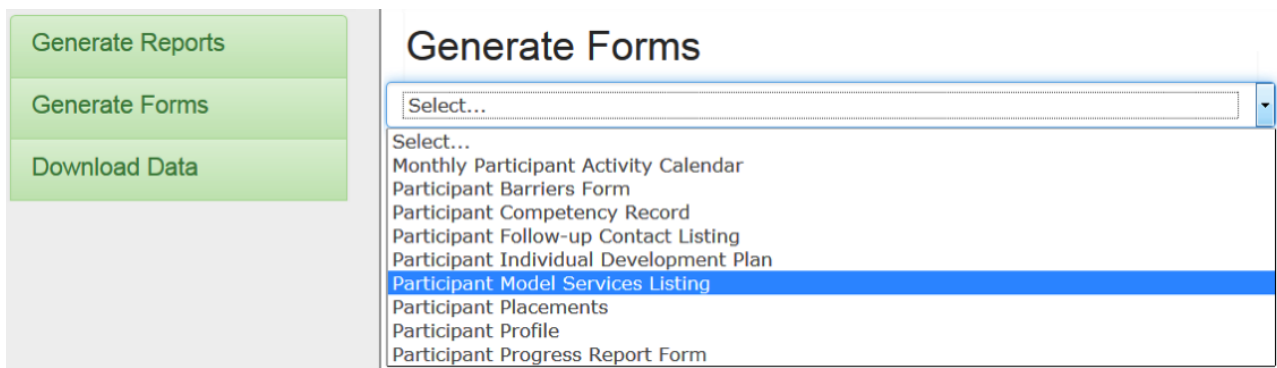 Generate Reports
Generate Forms
Download Data
Generate Forms
Select...
Select...
Monthly Participant Activity Calendar
Participant Barriers Form
Participant Competency Record
Participant Follow-up Contact Listing
Participant Individual Development Plan
Participant Model Services Listing
Participant Placements
Participant Profile
Participant Progress Report Form